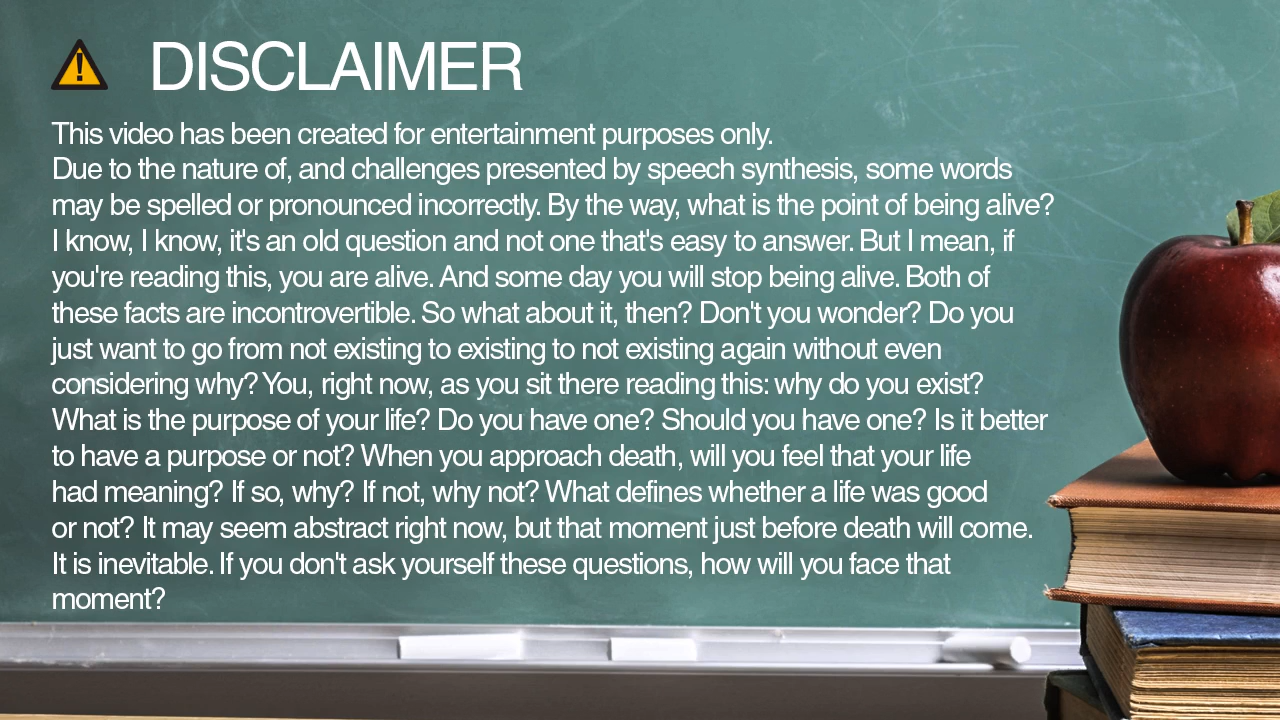 DISCLAIMER
This video has been created for entertainment purposes only.
Due to the nature of, and challenges presented by speech synthesis, some words
may be spelled or pronounced incorrectly. By the way, what is the point of being alive?
I know, I know, it's an old question and not one that's easy to answer. But I mean, if
you're reading this, you are alive. And some day you will stop being alive. Both of
these facts are incontrovertible. So what about it, then? Don't you wonder? Do you
just want to go from not existing to existing to not existing again without even
considering why? You, right now, as you sit there reading this: why do you exist?
What is the purpose of your life? Do you have one? Should you have one? Is it better
to have a purpose or not? When you approach death, will you feel that your life
had meaning? If so, why? If not, why not? What defines whether a life was good
or not? It may seem abstract right now, but that moment just before death will come.
It is inevitable. If you don't ask yourself these questions, how will you face that
moment?